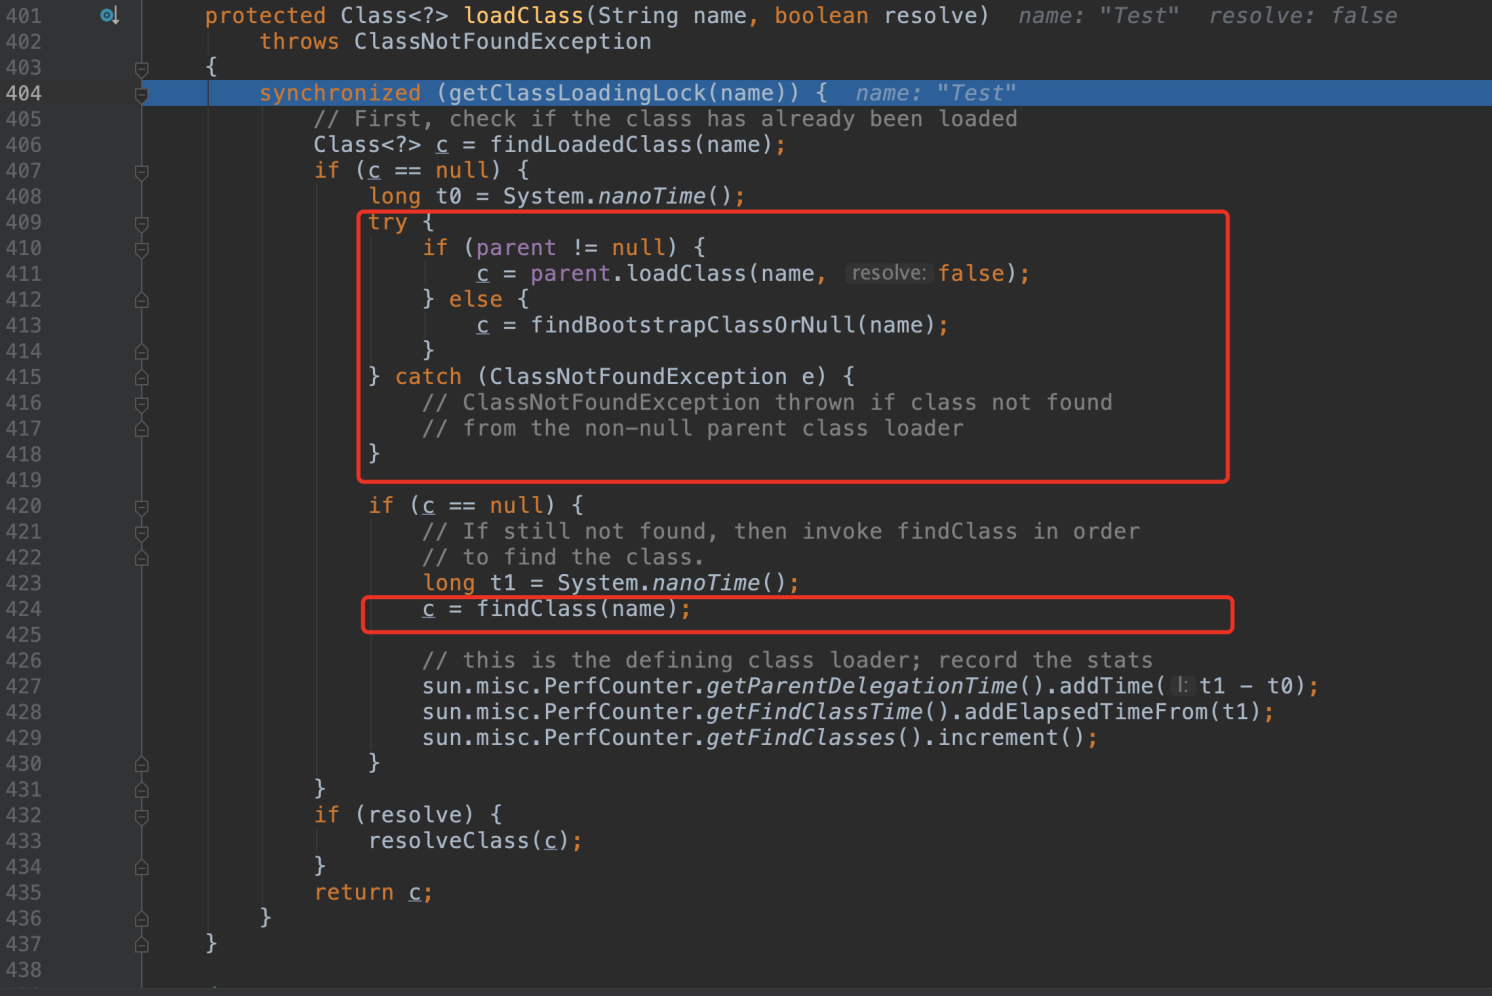 401 protected Class<?> loadClass(String name, boolean resolve) name: "Test" resolve: false
402 throws ClassNotFoundException
403 {
404 synchronized (getClassLoadingLock(name)) { name: "Test"
405 // First, check if the class has already been loaded
406 Class<?> c = findLoadedClass(name);
407 if (c == null) {
408 long t0 = System.nanoTime();
409 try {
410 if (parent != null) {
411 c = parent.loadClass(name, resolve: false);
412 } else {
413 c = findBootstrapClassOrNull(name);
414 }
415 } catch (ClassNotFoundException e) {
416 // ClassNotFoundException thrown if class not found
417 // from the non-null parent class loader
418 }
419
420 if (c == null) {
421 // If still not found, then invoke findClass in order
422 // to find the class.
423 long t1 = System.nanoTime();
424 c = findClass(name);
425
426 // this is the defining class loader; record the stats
427 sun.misc.PerfCounter.getParentDelegationTime().addTime( l: t1 - t0);
428 sun.misc.PerfCounter.getFindClassTime().addElapsedTimeFrom(t1);
429 sun.misc.PerfCounter.getFindClasses().increment();
430 }
431 }
432 if (resolve) {
433 resolveClass(c);
434 }
435 return c;
436 }
437 }
438